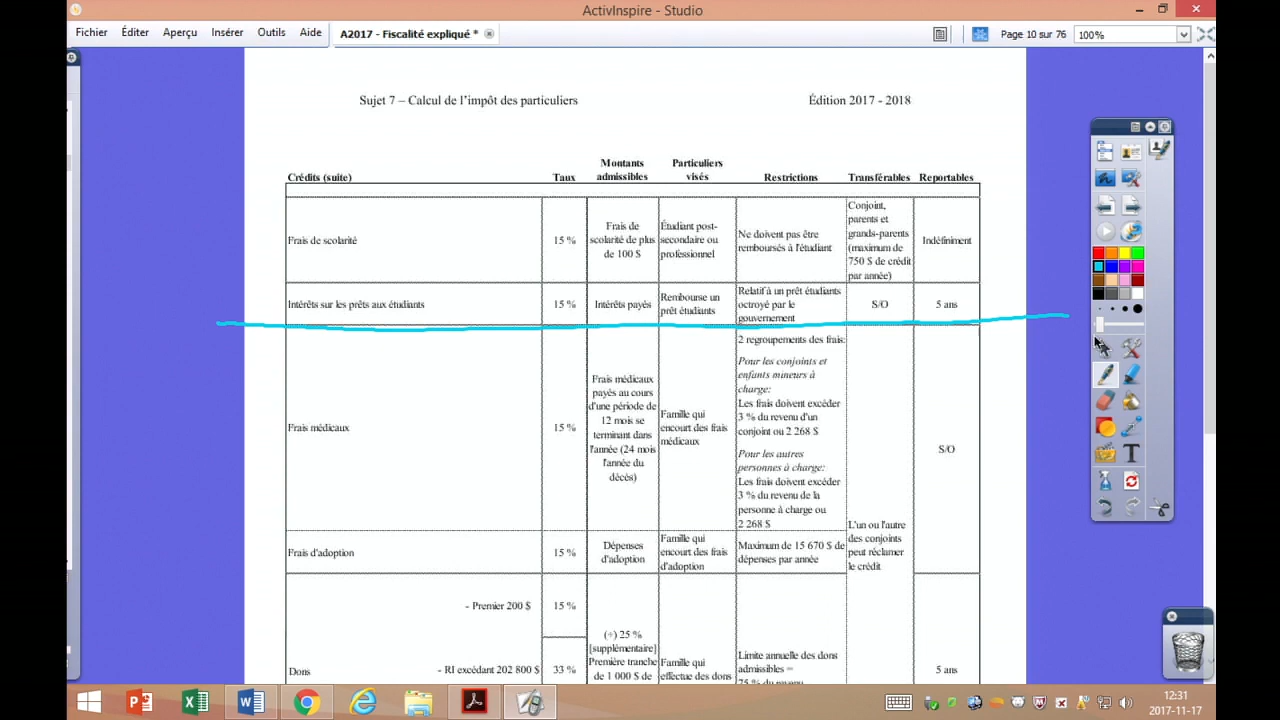 ActivInspire - Studio
Fichier Éditer Aperçu Insérer Outils Aide A2017 - Fiscalité expliqué * Page 10 sur 76 100%
Sujet 7 – Calcul de l'impôt des particuliers Édition 2017 - 2018
Montants Particuliers
Crédits (suite) Taux admissibles visés Restrictions Transférables Reportables
Frais de scolarité
15 %
Frais de
scolarité de plus
de 100 $
Étudiant post-
secondaire ou
professionnel
Ne doivent pas être
remboursés à l'étudiant
Conjoint,
parents et
grands-parents
(maximum de
750 $ de crédit
par année)
Indéfiniment
Intérêts sur les prêts aux étudiants
15 %
Intérêts payés
Rembourse un
prêt étudiants
Relatif à un prêt étudiants
octroyé par le
gouvernement
S/O
5 ans
Frais médicaux
15 %
Frais médicaux
payés au cours
d'une période de
12 mois se
terminant dans
l'année (24 mois
l'année du
décès)
Famille qui
encourt des frais
médicaux
2 regroupements des frais:
Pour les conjoints et
enfants mineurs à
charge:
Les frais doivent excéder
3 % du revenu d'un
conjoint ou 2 268 $
Pour les autres
personnes à charge:
Les frais doivent excéder
3 % du revenu de la
personne à charge ou
2 268 $
L'un ou l'autre
des conjoints
peut réclamer
le crédit
S/O
Frais d'adoption
15 %
Dépenses
d'adoption
Famille qui
encourt des frais
d'adoption
Maximum de 15 670 $ de
dépenses par année
- Premier 200 $ 15 %
Dons - RI excédant 202 800 $ 33 %
(+) 25 %
[supplémentaire]
Première tranche
de 1 000 $ de
Famille qui
effectue des dons
Limite annuelle des dons
admissibles =
75 % du revenu
5 ans
12:31
2017-11-17